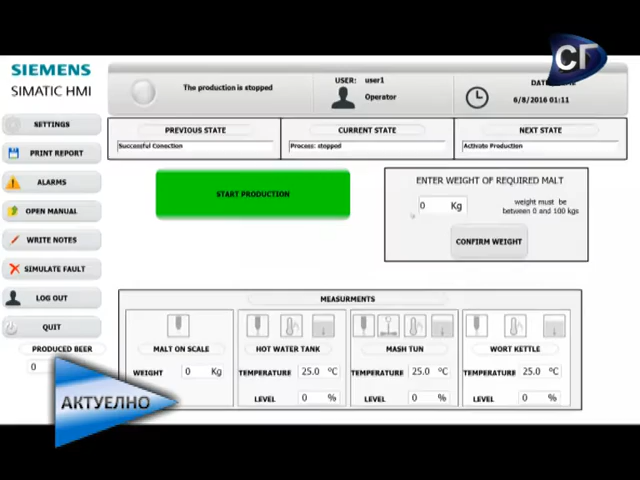 SIEMENS
SIMATIC HMI
The production is stopped
USER: user1
Operator
6/8/2016 01:11
СГ
SETTINGS
PRINT REPORT
ALARMS
OPEN MANUAL
WRITE NOTES
SIMULATE FAULT
LOG OUT
QUIT
PRODUCED BEER
0
PREVIOUS STATE
CURRENT STATE
NEXT STATE
Successful Conection
Process: stopped
Activate Production
START PRODUCTION
ENTER WEIGHT OF REQUIRED MALT
0 Kg
weight must be
between 0 and 100 kgs
CONFIRM WEIGHT
MEASURMENTS
MALT ON SCALE
HOT WATER TANK
MASH TUN
WORT KETTLE
WEIGHT 0 Kg
TEMPERATURE 25.0 ºC
LEVEL 0 %
TEMPERATURE 25.0 ºC
LEVEL 0 %
TEMPERATURE 25.0 ºC
LEVEL 0 %
АКТУЕЛНО